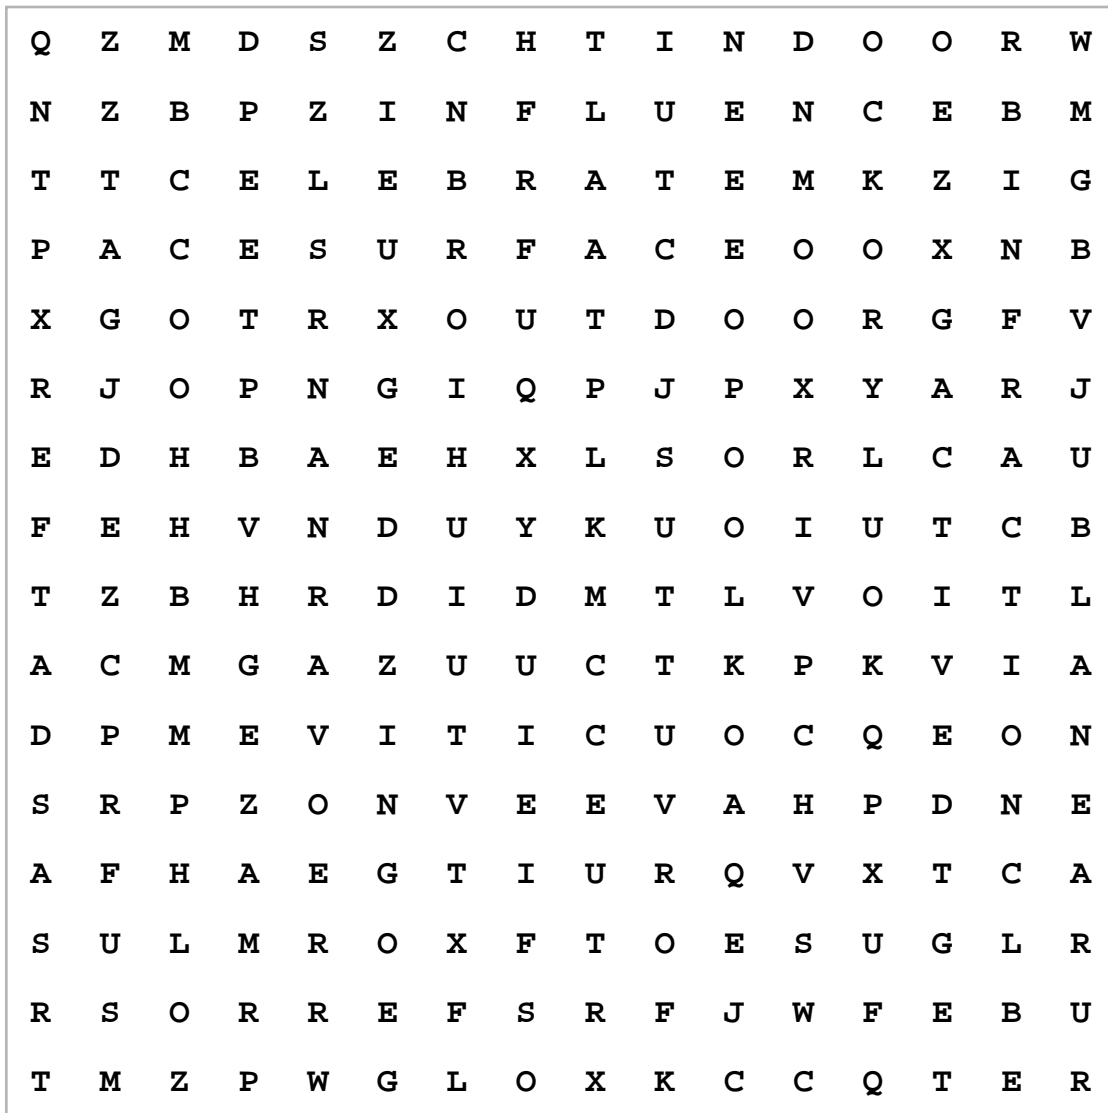 Q Z M D S Z C H T I N D O O R W
N Z B P Z I N F L U E N C E B M
T T C E L E B R A T E M K Z I G
P A C E S U R F A C E O O X N B
X G O T R X O U T D O O R G F V
R J O P N G I Q P J P X Y A R J
E D H B A E H X L S O R L C A U
F E H V N D U Y K U O I U T C B
T Z B H R D I D M T L V O I T L
A C M G A Z U U C T K P K V I A
D P M E V I T I C U O C Q E O N
S R P Z O N V E E V A H P D N E
A F H A E G T I U R Q V X T C A
S U L M R O X F T O E S U G L R
R S O R R E F S R F J W F E B U
T M Z P W G L O X K C C Q T E R